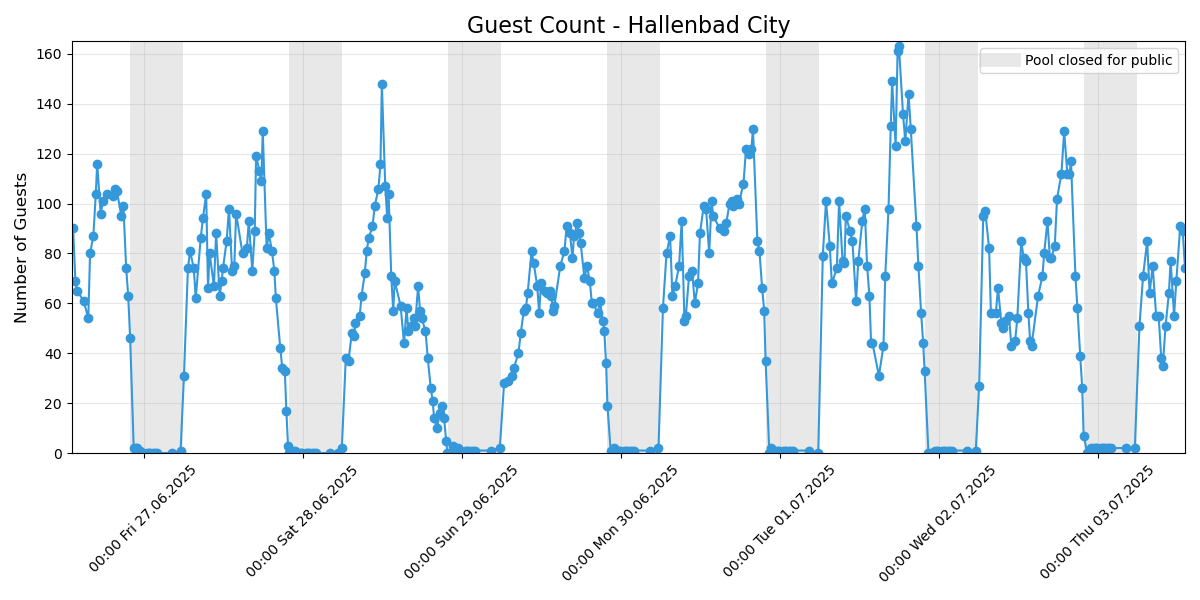 Guest Count - Hallenbad City
Pool closed for public
Number of Guests
160
140
120
100
80
60
40
20
0
00:00 Fri 27.06.2025
00:00 Sat 28.06.2025
00:00 Sun 29.06.2025
00:00 Mon 30.06.2025
00:00 Tue 01.07.2025
00:00 Wed 02.07.2025
00:00 Thu 03.07.2025